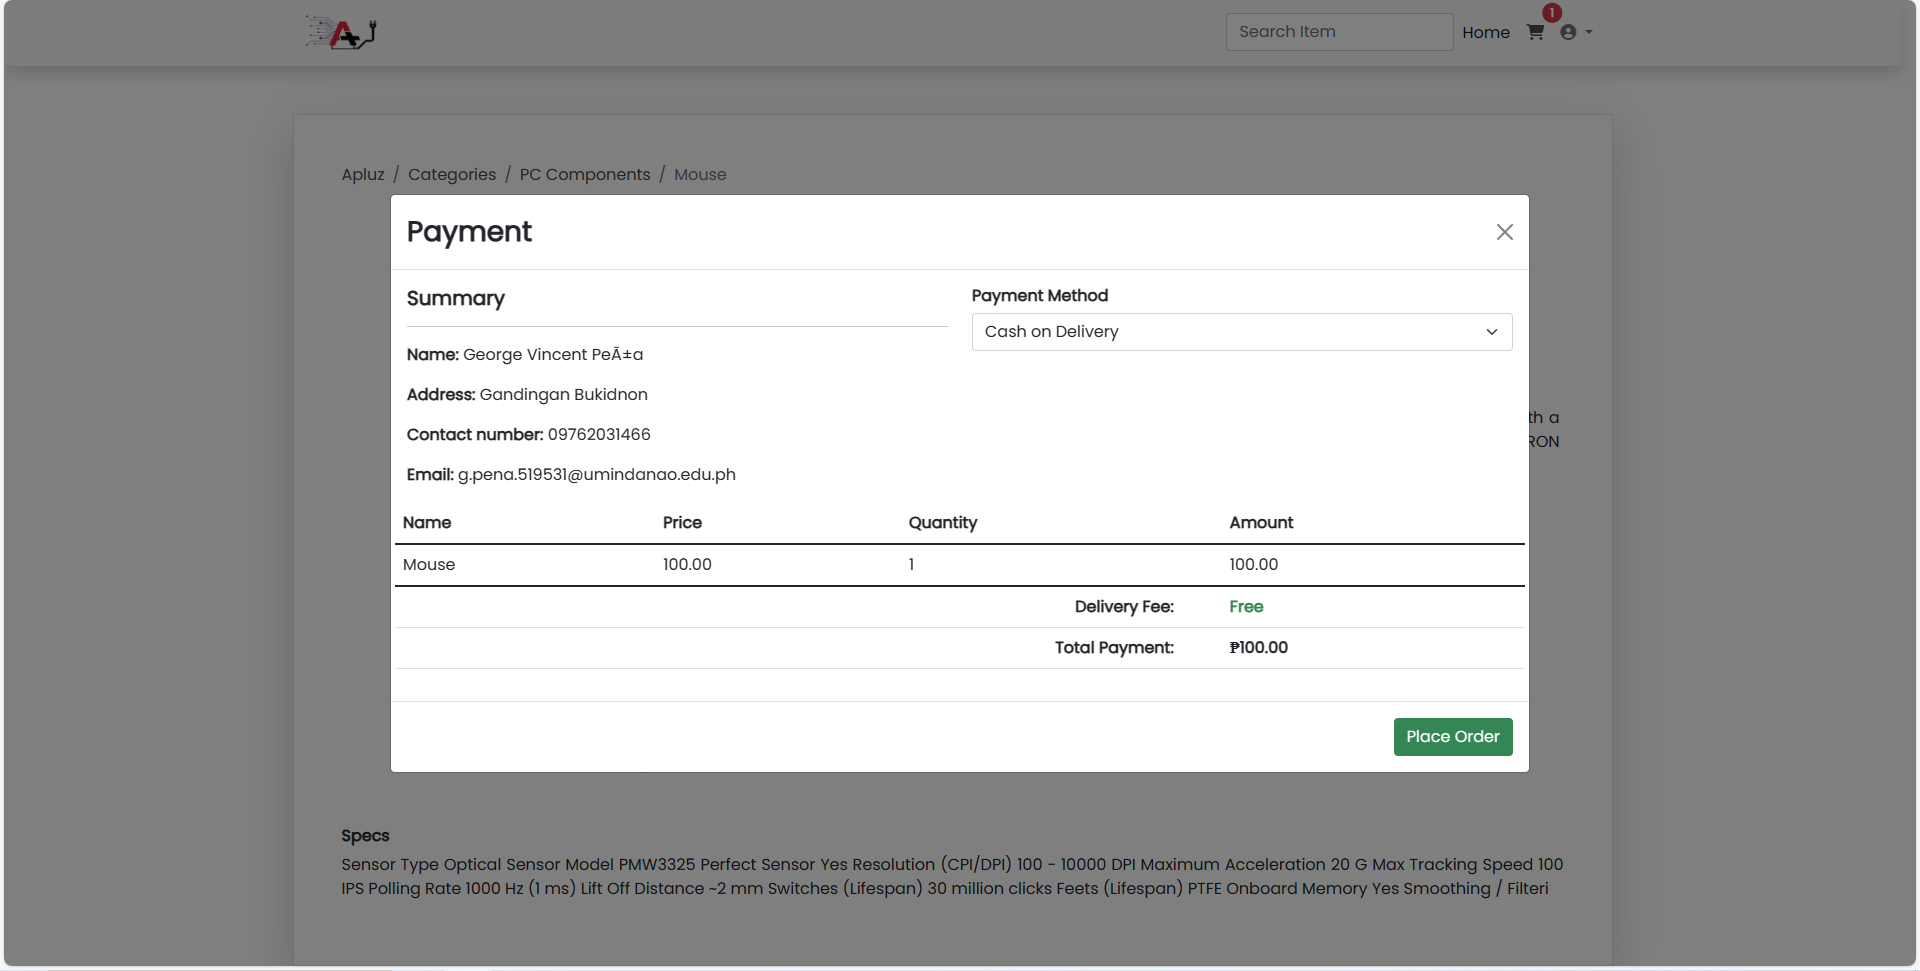 Search Item
Home
1
Apluz / Categories / PC Components / Mouse
Payment
Summary
Payment Method
Cash on Delivery
Name: George Vincent PeÃ±a
Address: Gandingan Bukidnon
Contact number: 09762031466
Email: g.pena.519531@umindanao.edu.ph
th a
RON
Name Price Quantity Amount
Mouse 100.00 1 100.00
Delivery Fee: Free
Total Payment: ₱100.00
Place Order
Specs
Sensor Type Optical Sensor Model PMW3325 Perfect Sensor Yes Resolution (CPI/DPI) 100 - 10000 DPI Maximum Acceleration 20 G Max Tracking Speed 100
IPS Polling Rate 1000 Hz (1 ms) Lift Off Distance ~2 mm Switches (Lifespan) 30 million clicks Feets (Lifespan) PTFE Onboard Memory Yes Smoothing / Filteri